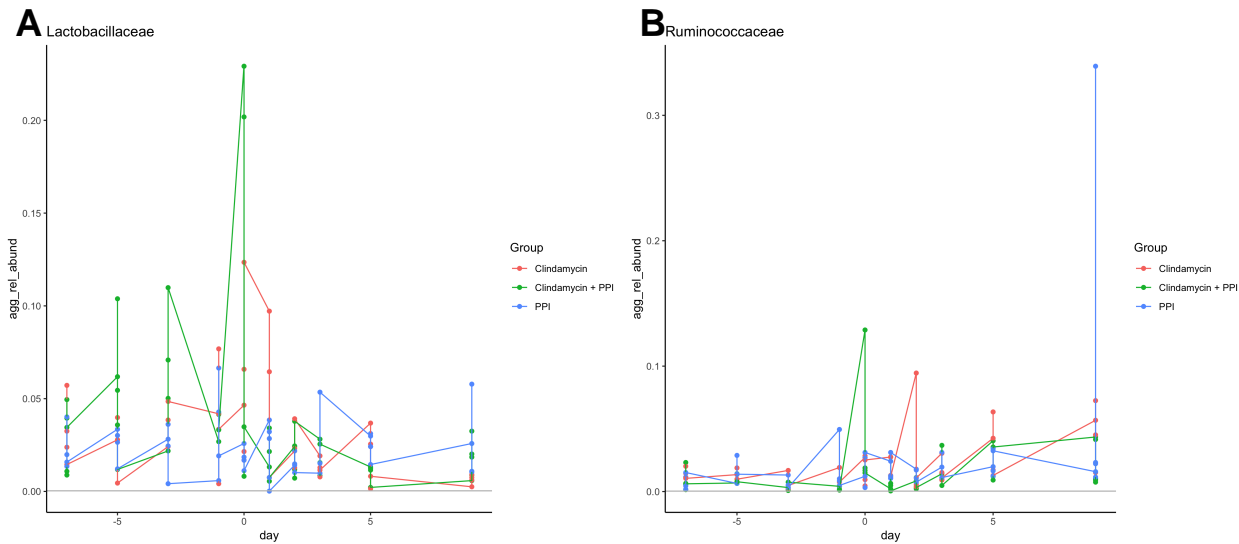 A Lactobacillaceae
0.20
0.15
0.10
0.05
0.00
agg_rel_abund
-5 0 5
day
Group
Clindamycin
Clindamycin + PPI
PPI
B Ruminococcaceae
0.3
0.2
0.1
0.0
agg_rel_abund
-5 0 5
day
Group
Clindamycin
Clindamycin + PPI
PPI